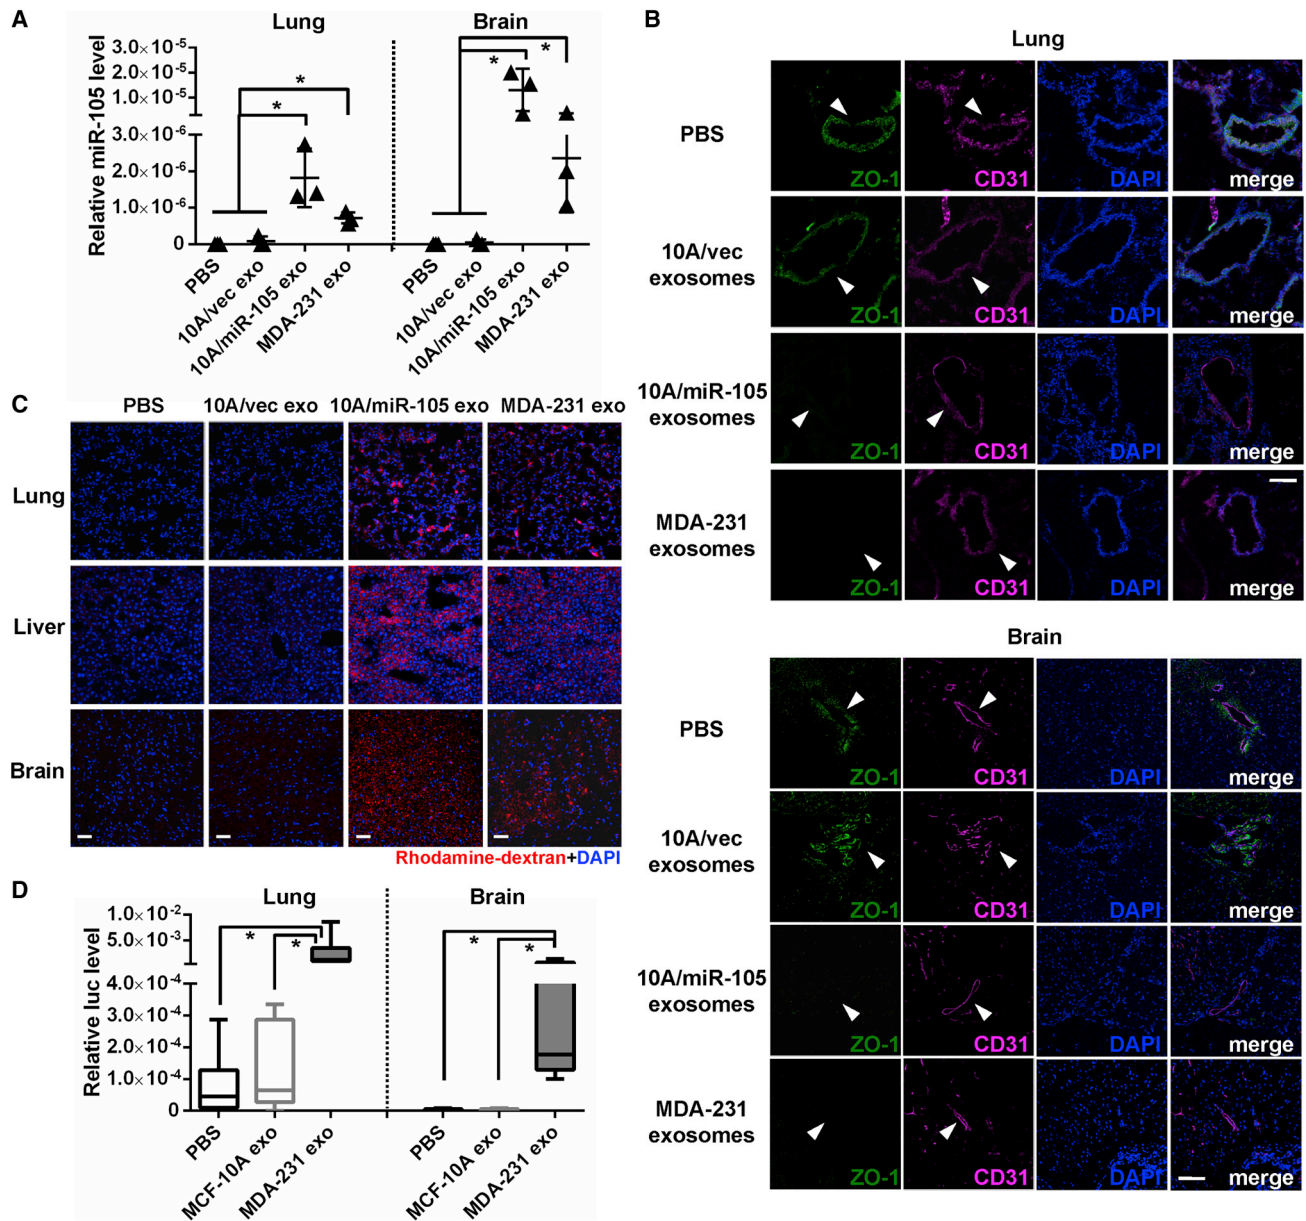 A
Lung
Brain
Relative miR-105 level
3.0×10⁻⁵
2.0×10⁻⁵
1.0×10⁻⁵
3.0×10⁻⁶
2.0×10⁻⁶
1.0×10⁻⁶
0
*
*
*
*
PBS
10A/vec exo
10A/miR-105 exo
MDA-231 exo
PBS
10A/vec exo
10A/miR-105 exo
MDA-231 exo
B
Lung
PBS
ZO-1
CD31
DAPI
merge
10A/vec
exosomes
ZO-1
CD31
DAPI
merge
10A/miR-105
exosomes
ZO-1
CD31
DAPI
merge
MDA-231
exosomes
ZO-1
CD31
DAPI
merge
Brain
PBS
ZO-1
CD31
DAPI
merge
10A/vec
exosomes
ZO-1
CD31
DAPI
merge
10A/miR-105
exosomes
ZO-1
CD31
DAPI
merge
MDA-231
exosomes
ZO-1
CD31
DAPI
merge
C
PBS
10A/vec exo
10A/miR-105 exo
MDA-231 exo
Lung
Liver
Brain
Rhodamine-dextran+DAPI
D
Lung
Brain
Relative luc level
1.0×10⁻²
5.0×10⁻³
4.0×10⁻⁴
3.0×10⁻⁴
2.0×10⁻⁴
1.0×10⁻⁴
0
*
*
*
*
PBS
MCF-10A exo
MDA-231 exo
PBS
MCF-10A exo
MDA-231 exo